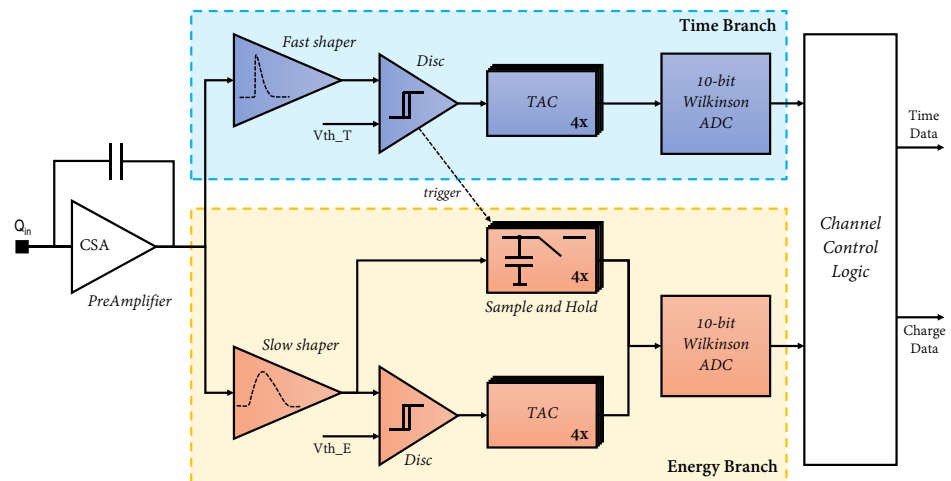 Time Branch
Fast shaper
Disc
Vth_T
TAC
4x
10-bit
Wilkinson
ADC
Time
Data
trigger
Qin
CSA
PreAmplifier
4x
Sample and Hold
Channel
Control
Logic
10-bit
Wilkinson
ADC
Charge
Data
Slow shaper
Vth_E
Disc
TAC
4x
Energy Branch